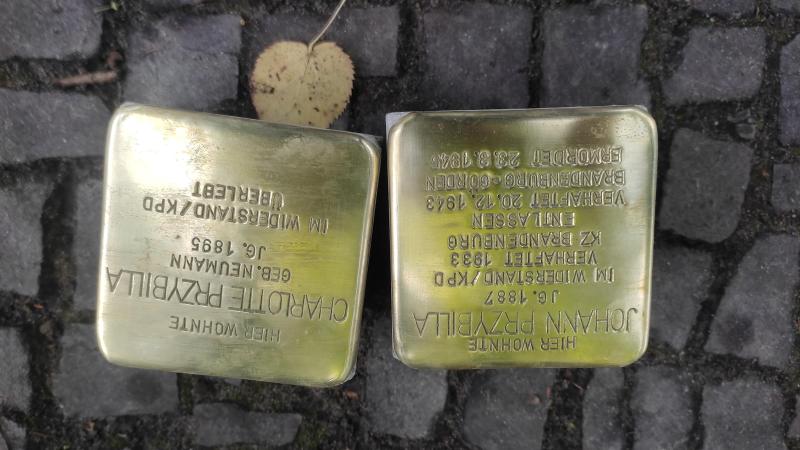 HIER WOHNTE
JOHANN PRZYBILLA
JG. 1887
IM WIDERSTAND/KPD
VERHAFTET 1933
KZ BRANDENBURG
ENTLASSEN
VERHAFTET 20.12.1943
BRANDENBURG-GÖRDEN
ERMORDET 23.3.1945
HIER WOHNTE
CHARLOTTE PRZYBILLA
GEB. NEUMANN
JG. 1895
IM WIDERSTAND/KPD
ÜBERLEBT